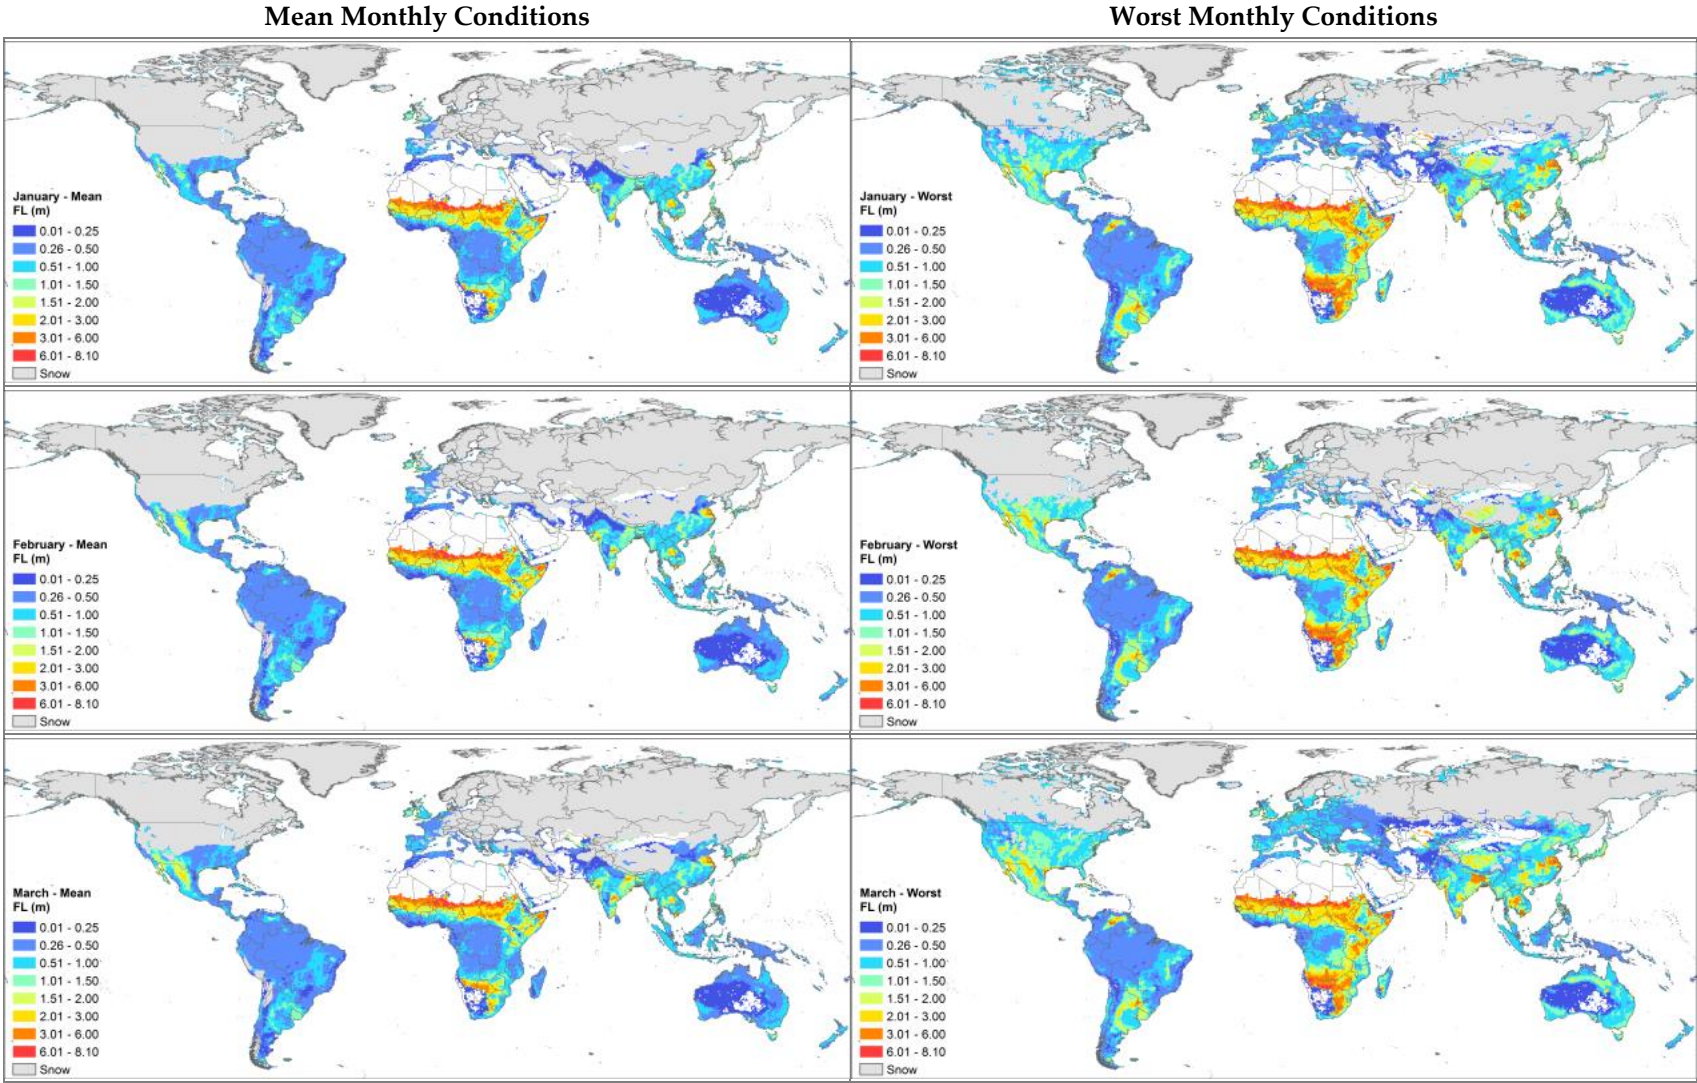 Mean Monthly Conditions
Worst Monthly Conditions
January - Mean
FL (m)
0.01 - 0.25
0.26 - 0.50
0.51 - 1.00
1.01 - 1.50
1.51 - 2.00
2.01 - 3.00
3.01 - 6.00
6.01 - 8.10
Snow
January - Worst
FL (m)
0.01 - 0.25
0.26 - 0.50
0.51 - 1.00
1.01 - 1.50
1.51 - 2.00
2.01 - 3.00
3.01 - 6.00
6.01 - 8.10
Snow
February - Mean
FL (m)
0.01 - 0.25
0.26 - 0.50
0.51 - 1.00
1.01 - 1.50
1.51 - 2.00
2.01 - 3.00
3.01 - 6.00
6.01 - 8.10
Snow
February - Worst
FL (m)
0.01 - 0.25
0.26 - 0.50
0.51 - 1.00
1.01 - 1.50
1.51 - 2.00
2.01 - 3.00
3.01 - 6.00
6.01 - 8.10
Snow
March - Mean
FL (m)
0.01 - 0.25
0.26 - 0.50
0.51 - 1.00
1.01 - 1.50
1.51 - 2.00
2.01 - 3.00
3.01 - 6.00
6.01 - 8.10
Snow
March - Worst
FL (m)
0.01 - 0.25
0.26 - 0.50
0.51 - 1.00
1.01 - 1.50
1.51 - 2.00
2.01 - 3.00
3.01 - 6.00
6.01 - 8.10
Snow